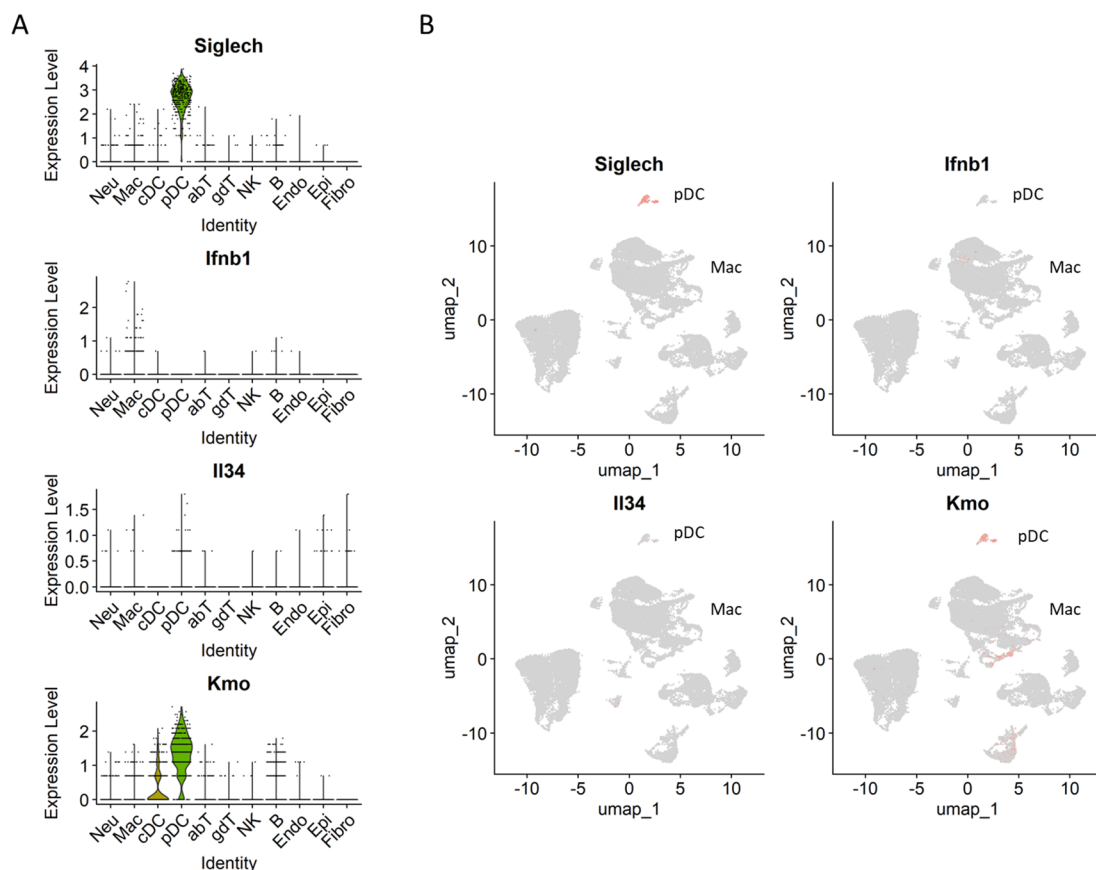 A
Siglech
Expression Level
4
3
2
1
0
Neu Mac cDC pDC abT gdT NK B Endo Epi Fibro
Identity
Ifnb1
Expression Level
2
1
0
Neu Mac cDC pDC abT gdT NK B Endo Epi Fibro
Identity
Il34
Expression Level
1.5
1.0
0.5
0.0
Neu Mac cDC pDC abT gdT NK B Endo Epi Fibro
Identity
Kmo
Expression Level
2
1
0
Neu Mac cDC pDC abT gdT NK B Endo Epi Fibro
Identity
B
Siglech
pDC
Mac
umap_2
10
0
-10
-10 -5 0 5 10
umap_1
Ifnb1
pDC
Mac
umap_2
10
0
-10
-10 -5 0 5 10
umap_1
Il34
pDC
Mac
umap_2
10
0
-10
-10 -5 0 5 10
umap_1
Kmo
pDC
Mac
umap_2
10
0
-10
-10 -5 0 5 10
umap_1